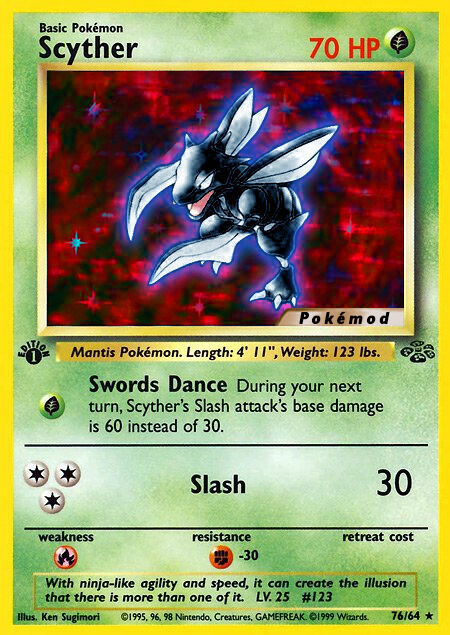 Basic Pokémon
Scyther
70 HP
Pokémod
EDITION
1
Mantis Pokémon. Length: 4' 11", Weight: 123 lbs.
Swords Dance During your next
turn, Scyther's Slash attack's base damage
is 60 instead of 30.
Slash 30
weakness resistance retreat cost
-30
With ninja-like agility and speed, it can create the illusion
that there is more than one of it. LV. 25 #123
Illus. Ken Sugimori ©1995, 96, 98 Nintendo, Creatures, GAMEFREAK. ©1999 Wizards. 76/64 ★